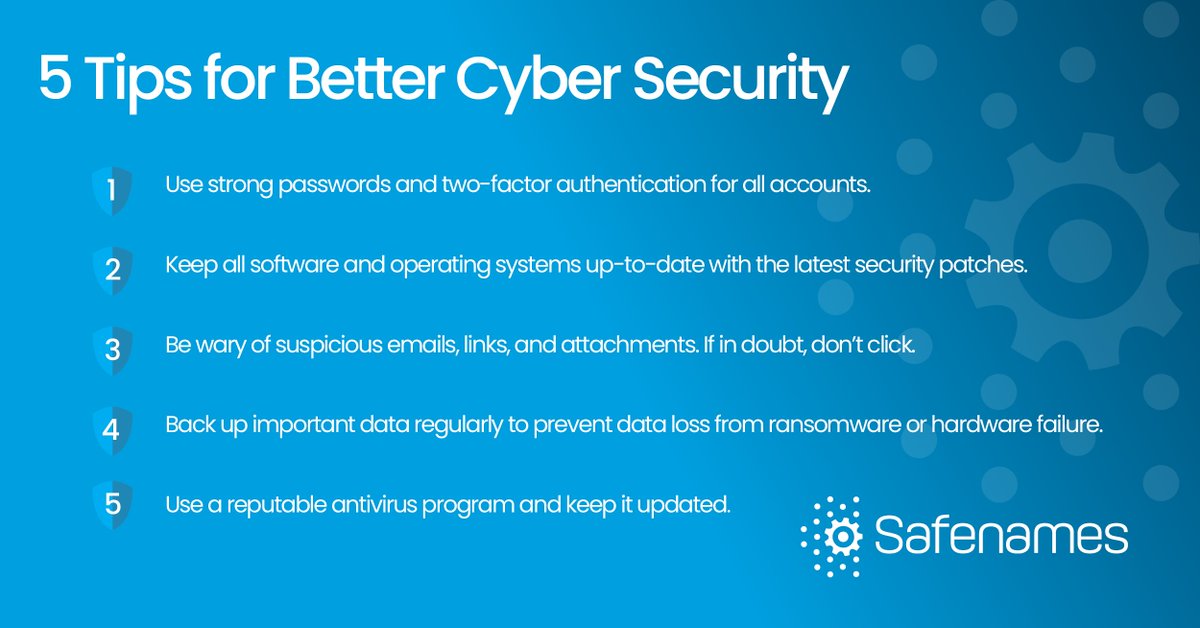 5 Tips for Better Cyber Security
1 Use strong passwords and two-factor authentication for all accounts.
2 Keep all software and operating systems up-to-date with the latest security patches.
3 Be wary of suspicious emails, links, and attachments. If in doubt, don’t click.
4 Back up important data regularly to prevent data loss from ransomware or hardware failure.
5 Use a reputable antivirus program and keep it updated.
Safenames